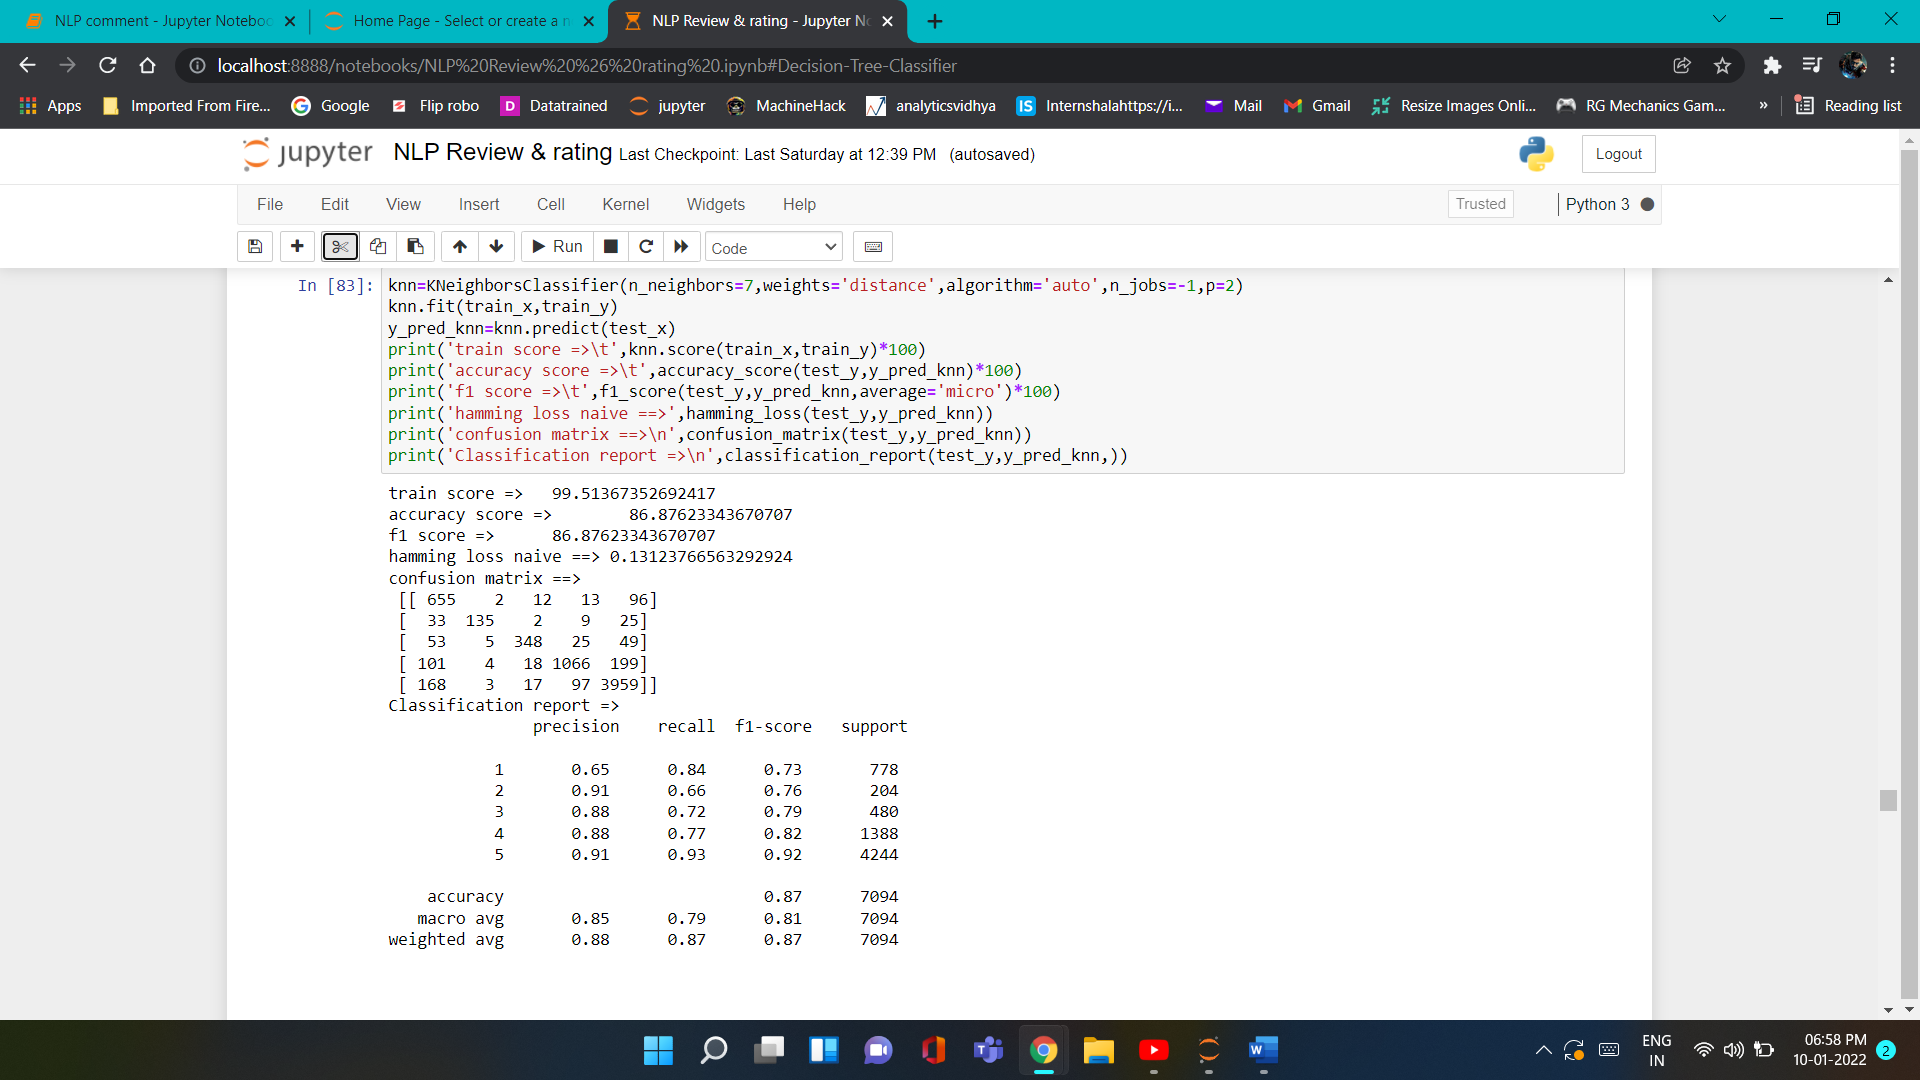 NLP comment - Jupyter Noteboo
Home Page - Select or create a n
NLP Review & rating - Jupyter No
localhost:8888/notebooks/NLP%20Review%20%26%20rating%20.ipynb#Decision-Tree-Classifier
Apps Imported From Fire... Google Flip robo Datatrained jupyter MachineHack analyticsvidhya Internshalahttps://i... Mail Gmail Resize Images Onli... RG Mechanics Gam... » Reading list
jupyter NLP Review & rating Last Checkpoint: Last Saturday at 12:39 PM (autosaved) Logout
File Edit View Insert Cell Kernel Widgets Help Trusted Python 3
Run Code
In [83]: knn=KNeighborsClassifier(n_neighbors=7,weights='distance',algorithm='auto',n_jobs=-1,p=2)
knn.fit(train_x,train_y)
y_pred_knn=knn.predict(test_x)
print('train score =>\t',knn.score(train_x,train_y)*100)
print('accuracy score =>\t',accuracy_score(test_y,y_pred_knn)*100)
print('f1 score =>\t',f1_score(test_y,y_pred_knn,average='micro')*100)
print('hamming loss naive ==>',hamming_loss(test_y,y_pred_knn))
print('confusion matrix ==>\n',confusion_matrix(test_y,y_pred_knn))
print('Classification report =>\n',classification_report(test_y,y_pred_knn,))
train score => 99.51367352692417
accuracy score => 86.87623343670707
f1 score => 86.87623343670707
hamming loss naive ==> 0.13123766563292924
confusion matrix ==>
[[ 655 2 12 13 96]
[ 33 135 2 9 25]
[ 53 5 348 25 49]
[ 101 4 18 1066 199]
[ 168 3 17 97 3959]]
Classification report =>
precision recall f1-score support
1 0.65 0.84 0.73 778
2 0.91 0.66 0.76 204
3 0.88 0.72 0.79 480
4 0.88 0.77 0.82 1388
5 0.91 0.93 0.92 4244
accuracy 0.87 7094
macro avg 0.85 0.79 0.81 7094
weighted avg 0.88 0.87 0.87 7094
ENG 06:58 PM
IN 10-01-2022 2